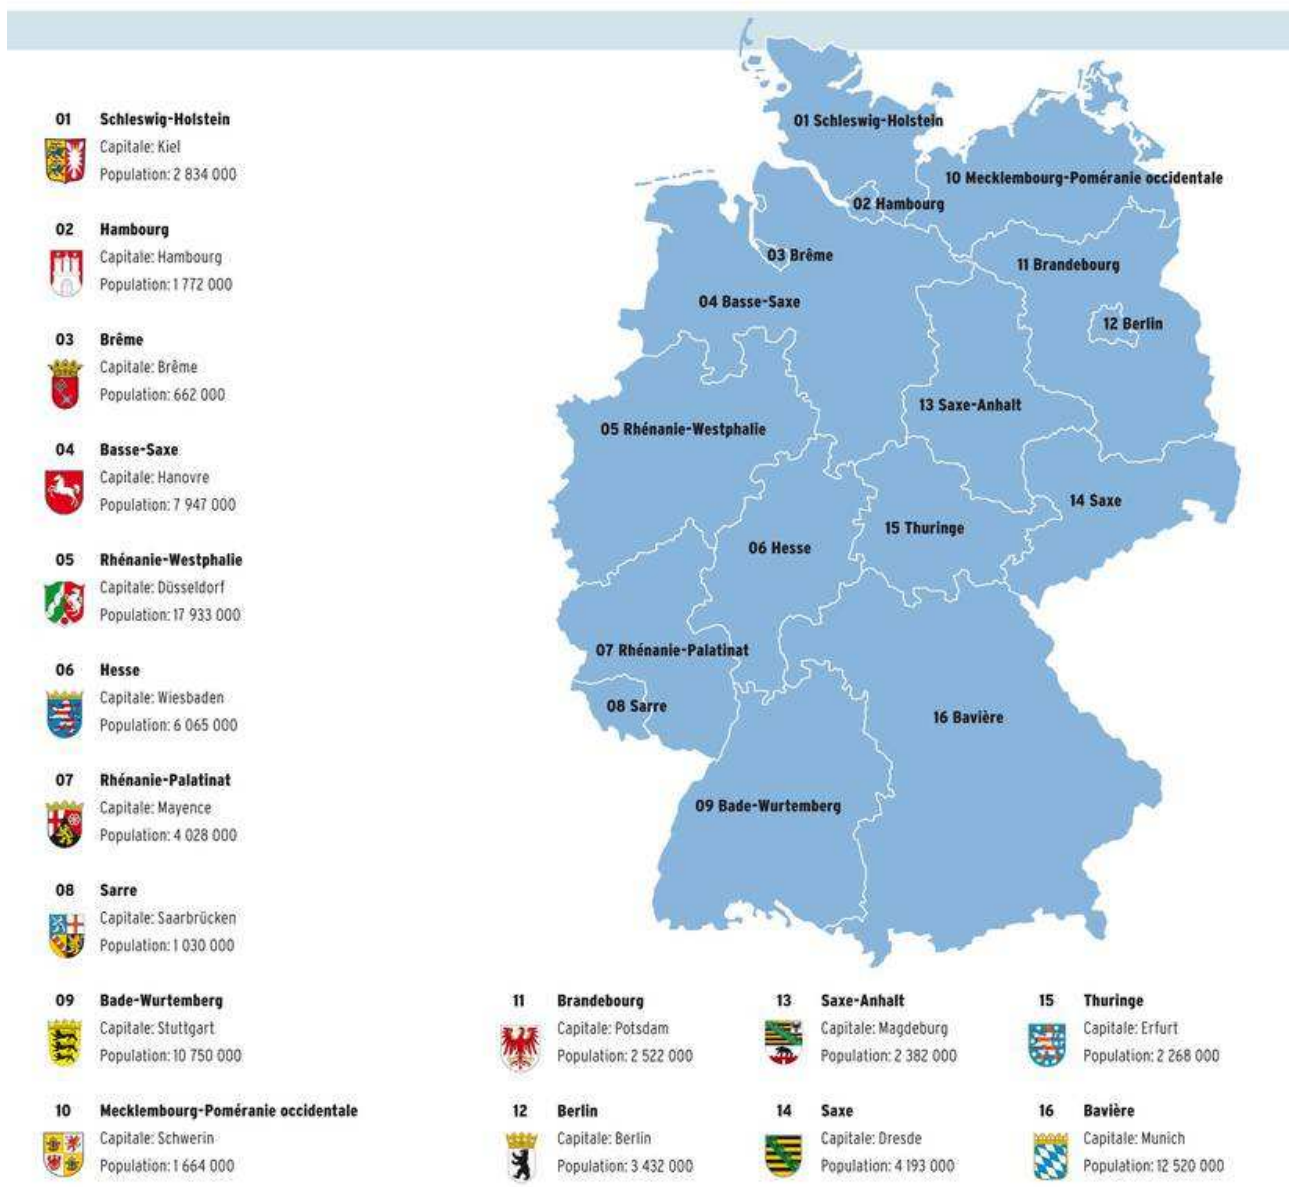 01 Schleswig-Holstein
Capitale: Kiel
Population: 2 834 000
02 Hambourg
Capitale: Hambourg
Population: 1 772 000
03 Brême
Capitale: Brême
Population: 662 000
04 Basse-Saxe
Capitale: Hanovre
Population: 7 947 000
05 Rhénanie-Westphalie
Capitale: Düsseldorf
Population: 17 933 000
06 Hesse
Capitale: Wiesbaden
Population: 6 065 000
07 Rhénanie-Palatinat
Capitale: Mayence
Population: 4 028 000
08 Sarre
Capitale: Saarbrücken
Population: 1 030 000
09 Bade-Wurtemberg
Capitale: Stuttgart
Population: 10 750 000
10 Mecklembourg-Poméranie occidentale
Capitale: Schwerin
Population: 1 664 000
11 Brandebourg
Capitale: Potsdam
Population: 2 522 000
12 Berlin
Capitale: Berlin
Population: 3 432 000
13 Saxe-Anhalt
Capitale: Magdeburg
Population: 2 382 000
14 Saxe
Capitale: Dresde
Population: 4 193 000
15 Thuringe
Capitale: Erfurt
Population: 2 268 000
16 Bavière
Capitale: Munich
Population: 12 520 000
01 Schleswig-Holstein
10 Mecklembourg-Poméranie occidentale
02 Hambourg
03 Brême
11 Brandebourg
04 Basse-Saxe
12 Berlin
13 Saxe-Anhalt
05 Rhénanie-Westphalie
14 Saxe
15 Thuringe
06 Hesse
07 Rhénanie-Palatinat
08 Sarre
16 Bavière
09 Bade-Wurtemberg